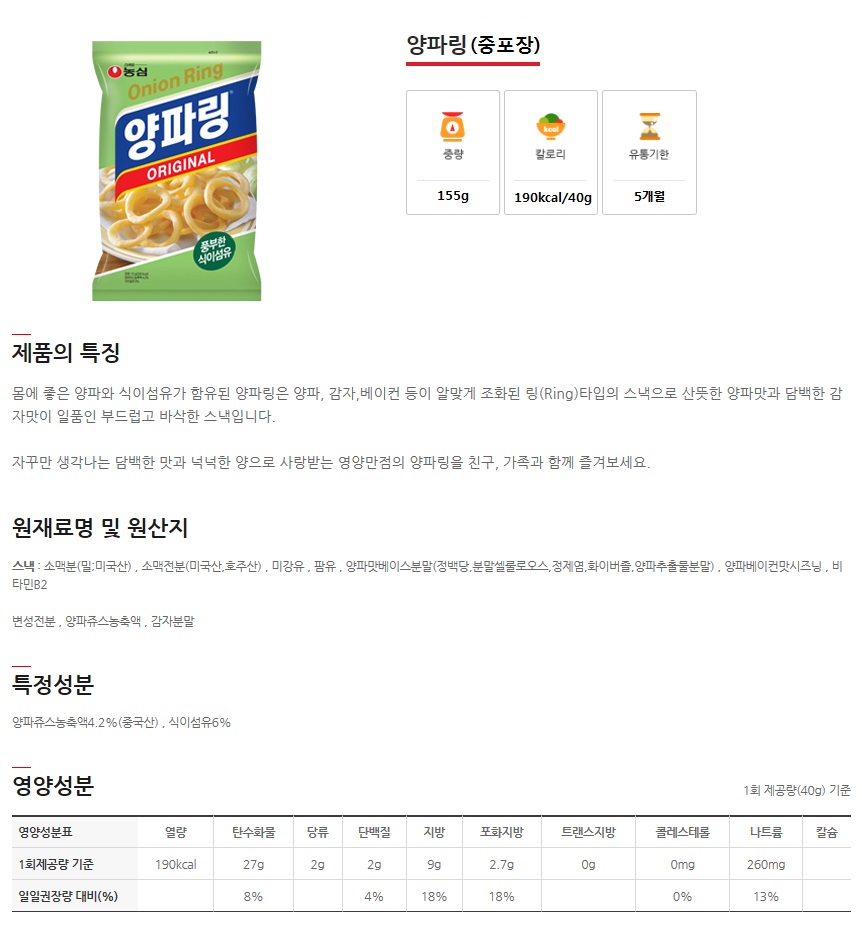 양파링(중포장)
농심
Onion Ring
양파링
ORIGINAL
풍부한
식이섬유
중량
kcal
칼로리
유통기한
155g
190kcal/40g
5개월
제품의 특징
몸에 좋은 양파와 식이섬유가 함유된 양파링은 양파, 감자,베이컨 등이 알맞게 조화된 링(Ring)타입의 스낵으로 산뜻한 양파맛과 담백한 감
자맛이 일품인 부드럽고 바삭한 스낵입니다.
자꾸만 생각나는 담백한 맛과 넉넉한 양으로 사랑받는 영양만점의 양파링을 친구, 가족과 함께 즐겨보세요.
원재료명 및 원산지
스낵 : 소맥분(밀;미국산) , 소맥전분(미국산,호주산) , 미강유 , 팜유 , 양파맛베이스분말(정백당,분말셀룰로오스,정제염,화이버졸,양파추출물분말) , 양파베이컨맛시즈닝 , 비
타민B2
변성전분 , 양파쥬스농축액 , 감자분말
특정성분
양파쥬스농축액4.2%(중국산) , 식이섬유6%
영양성분
1회 제공량(40g) 기준
영양성분표 열량 탄수화물 당류 단백질 지방 포화지방 트랜스지방 콜레스테롤 나트륨 칼슘
1회제공량 기준 190kcal 27g 2g 2g 9g 2.7g 0g 0mg 260mg
일일권장량 대비(%) 8% 4% 18% 18% 0% 13%